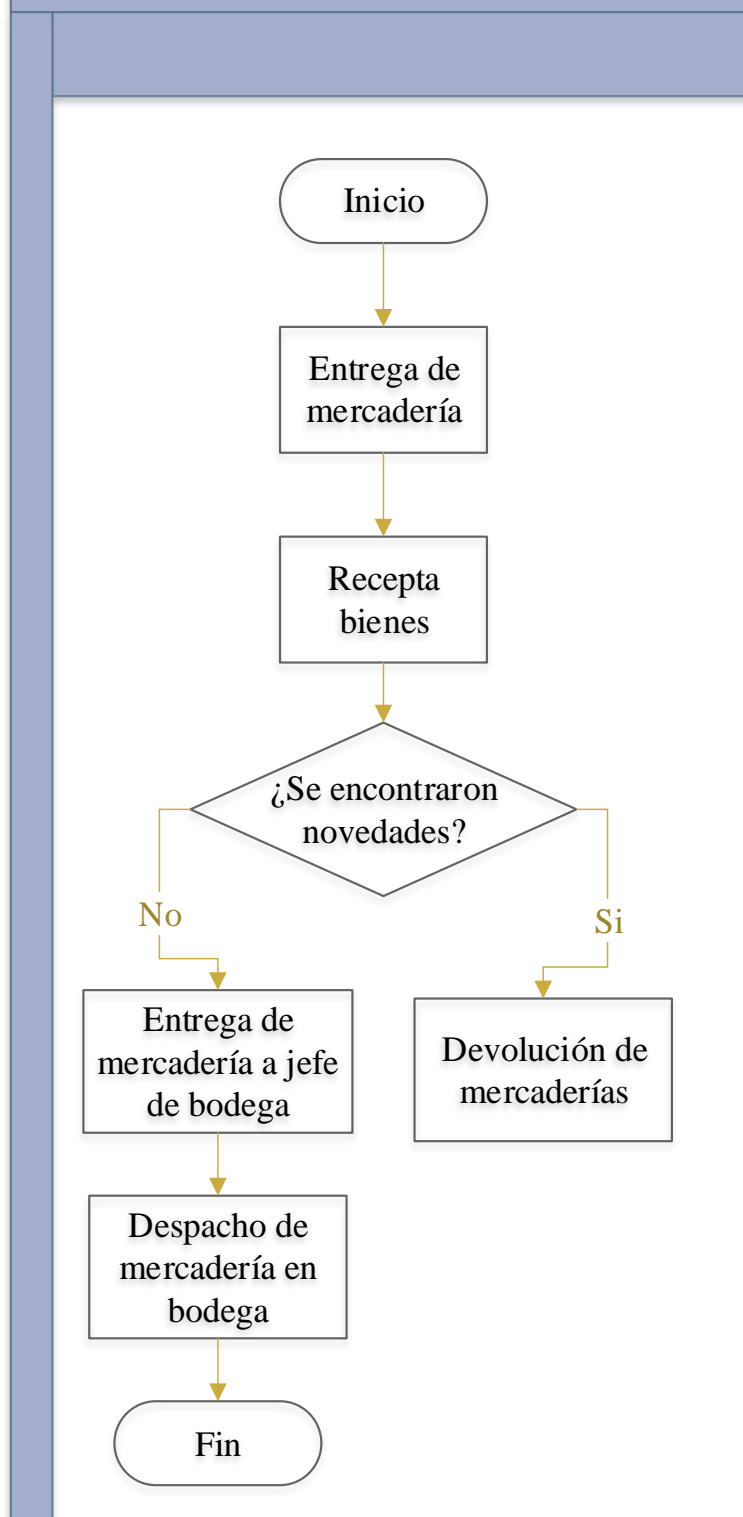 Inicio
Entrega de
mercadería
Recepta
bienes
¿Se encontraron
novedades?
No
Si
Entrega de
mercadería a jefe
de bodega
Devolución de
mercaderías
Despacho de
mercadería en
bodega
Fin